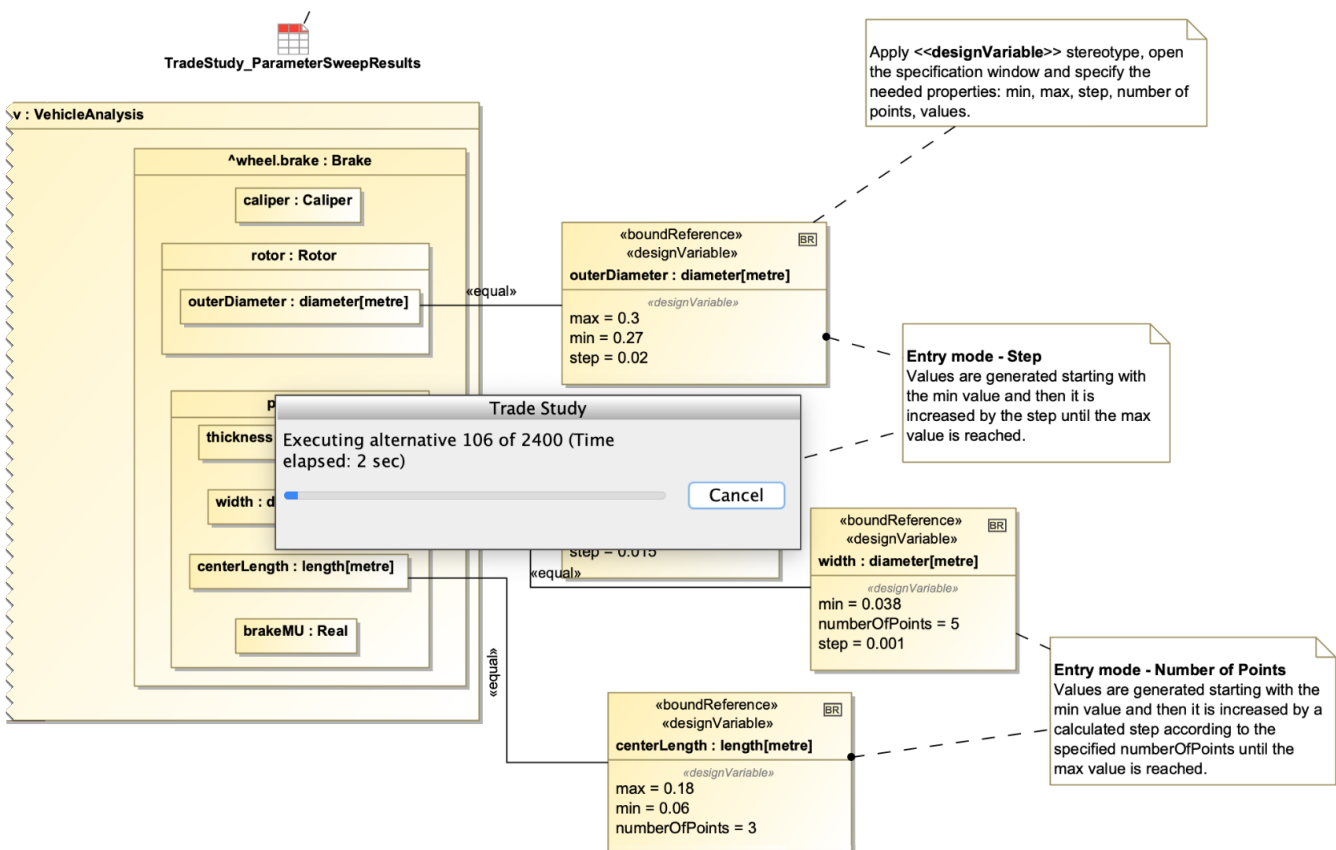 TradeStudy_ParameterSweepResults
Apply <<designVariable>> stereotype, open
the specification window and specify the
needed properties: min, max, step, number of
points, values.
v : VehicleAnalysis
^wheel.brake : Brake
caliper : Caliper
rotor : Rotor
outerDiameter : diameter[metre]
«equal»
«boundReference»
BR
«designVariable»
outerDiameter : diameter[metre]
«designVariable»
max = 0.3
min = 0.27
step = 0.02
Entry mode - Step
Values are generated starting with
the min value and then it is
increased by the step until the max
value is reached.
p
thickness
width : d
centerLength : length[metre]
brakeMU : Real
Trade Study
Executing alternative 106 of 2400 (Time
elapsed: 2 sec)
Cancel
step = 0.015
«equal»
«boundReference»
BR
«designVariable»
width : diameter[metre]
«designVariable»
min = 0.038
numberOfPoints = 5
step = 0.001
«equal»
Entry mode - Number of Points
Values are generated starting with the
min value and then it is increased by a
calculated step according to the
specified numberOfPoints until the
max value is reached.
«boundReference»
BR
«designVariable»
centerLength : length[metre]
«designVariable»
max = 0.18
min = 0.06
numberOfPoints = 3